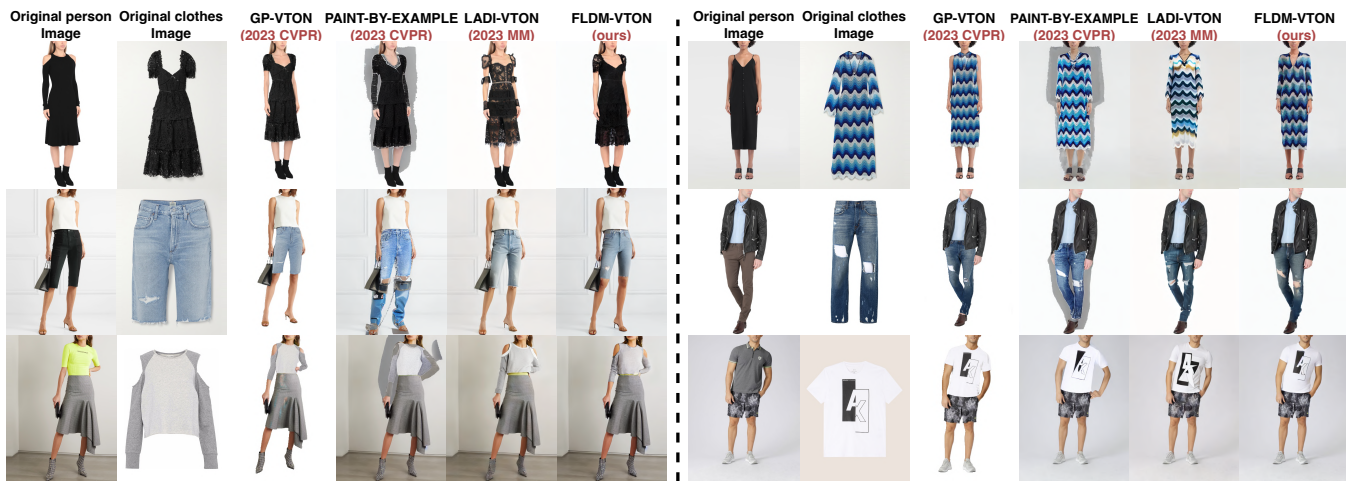 Original person Original clothes GP-VTON PAINT-BY-EXAMPLE LADI-VTON FLDM-VTON
Image Image (2023 CVPR) (2023 CVPR) (2023 MM) (ours)
Original person Original clothes GP-VTON PAINT-BY-EXAMPLE LADI-VTON FLDM-VTON
Image Image (2023 CVPR) (2023 CVPR) (2023 MM) (ours)